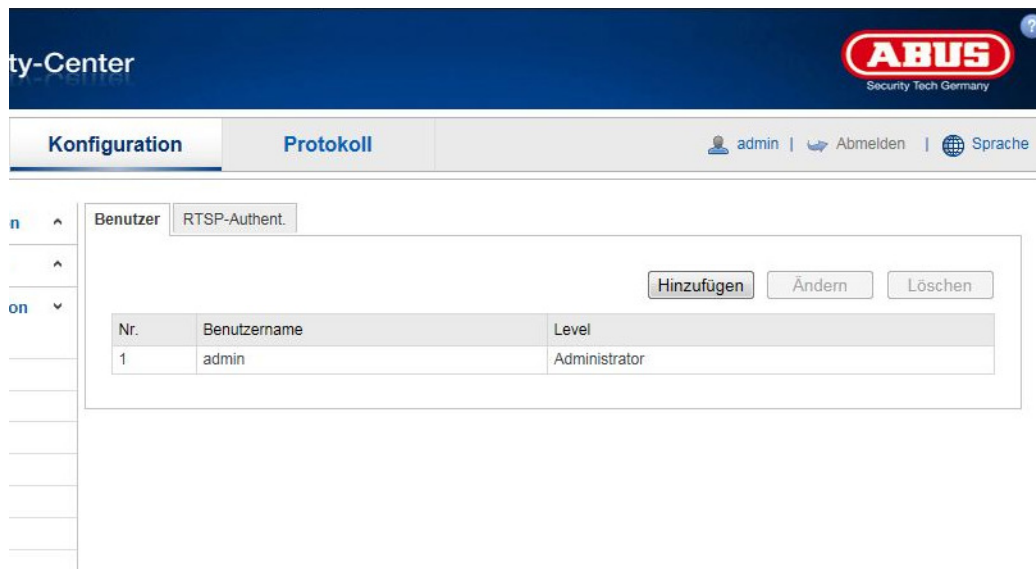 ty-Center
ABUS
Security Tech Germany
?
Konfiguration
Protokoll
admin | Abmelden | Sprache
n
on
Benutzer
RTSP-Authent.
Hinzufügen
Ändern
Löschen
Nr. Benutzername Level
1 admin Administrator